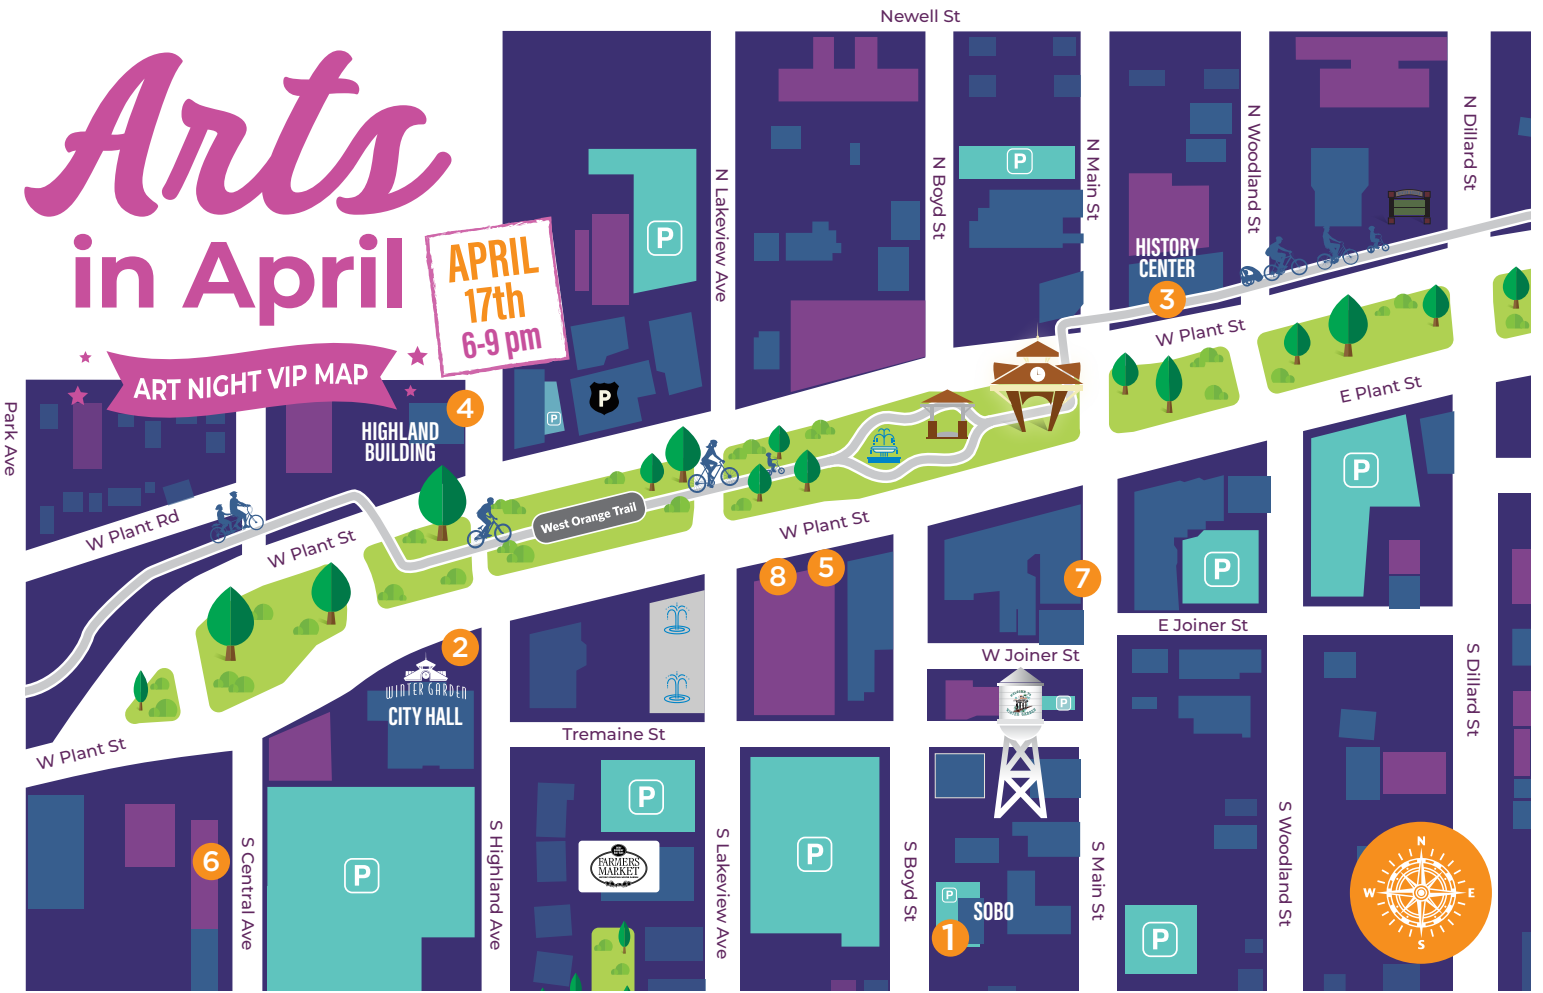 Arts
in April
ART NIGHT VIP MAP
APRIL
17th
6-9 pm
Newell St
N Lakeview Ave
N Boyd St
N Main St
N Woodland St
N Dillard St
P
P
P
P
HISTORY
CENTER
3
W Plant St
E Plant St
Park Ave
4
HIGHLAND
BUILDING
W Plant Rd
W Plant St
West Orange Trail
W Plant St
8
5
7
P
P
E Joiner St
W Joiner St
P
2
WINTER GARDEN
CITY HALL
W Plant St
Tremaine St
S Dillard St
6
S Central Ave
P
S Highland Ave
P
FARMERS
MARKET
S Lakeview Ave
P
S Boyd St
P
SOBO
1
S Main St
P
S Woodland St
N
W
E
S